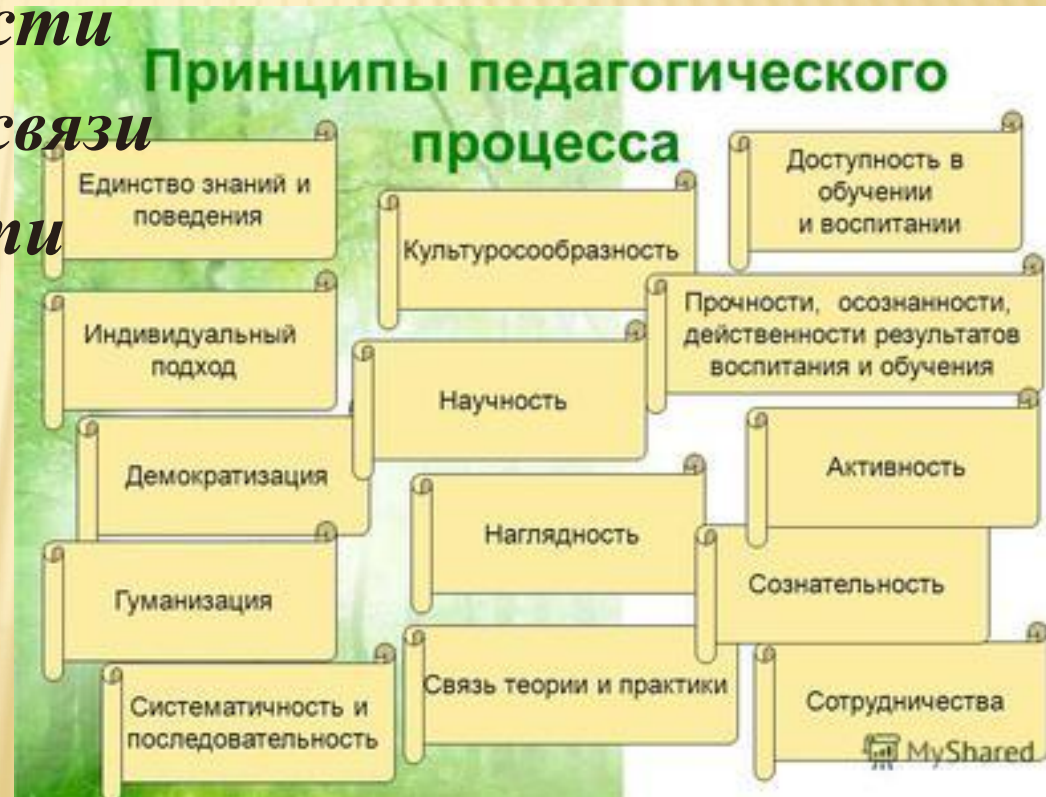 сти
связи
ти
Принципы педагогического
процесса
Единство знаний и
поведения
Культуросообразность
Доступность в
обучении
и воспитании
Индивидуальный
подход
Научность
Прочности, осознанности,
действенности результатов
воспитания и обучения
Демократизация
Наглядность
Активность
Гуманизация
Сознательность
Систематичность и
последовательность
Связь теории и практики
Сотрудничества
MyShared